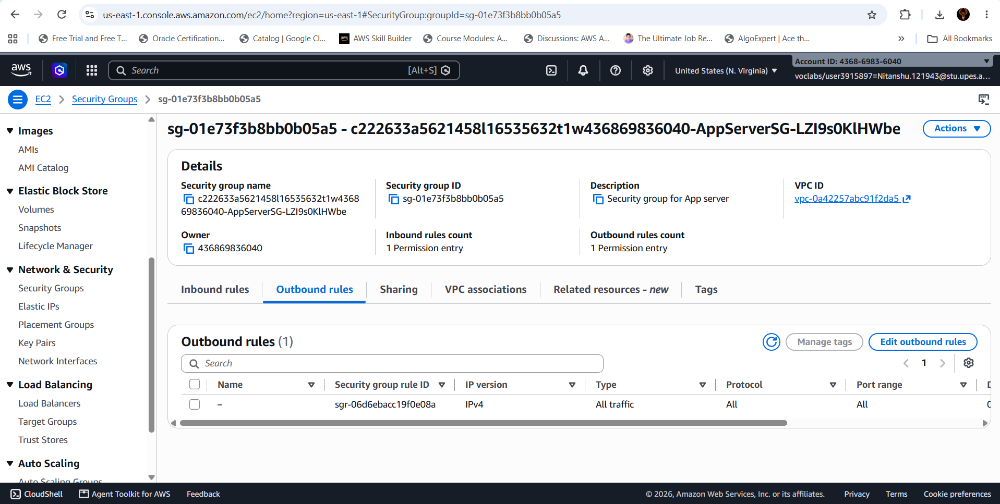 us-east-1.console.aws.amazon.com/ec2/home?region=us-east-1#SecurityGroup:groupId=sg-01e73f3b8bb0b05a5
Free Trial and Free T... Oracle Certification... Catalog | Google Cl... aws AWS Skill Builder Course Modules: A... Discussions: AWS A... The Ultimate Job Re... AlgoExpert | Ace th... » All Bookmarks
aws Search [Alt+S] United States (N. Virginia) Account ID: 4368-6983-6040
voclabs/user3915897=Nitanshu.121943@stu.upes.a...
EC2 Security Groups sg-01e73f3b8bb0b05a5
Images
AMIs
AMI Catalog
Elastic Block Store
Volumes
Snapshots
Lifecycle Manager
Network & Security
Security Groups
Elastic IPs
Placement Groups
Key Pairs
Network Interfaces
Load Balancing
Load Balancers
Target Groups
Trust Stores
Auto Scaling
Auto Scaling Groups
sg-01e73f3b8bb0b05a5 - c222633a5621458l16535632t1w436869836040-AppServerSG-LZI9s0KlHWbe Actions
Details
Security group name
c222633a5621458l16535632t1w4368
69836040-AppServerSG-LZI9s0KlHWbe
Security group ID
sg-01e73f3b8bb0b05a5
Description
Security group for App server
VPC ID
vpc-0a42257abc91f2da5
Owner
436869836040
Inbound rules count
1 Permission entry
Outbound rules count
1 Permission entry
Inbound rules Outbound rules Sharing VPC associations Related resources - new Tags
Outbound rules (1) Manage tags Edit outbound rules
Search 1
Name Security group rule ID IP version Type Protocol Port range
– sgr-06d6ebacc19f0e08a IPv4 All traffic All All
CloudShell Agent Toolkit for AWS Feedback © 2026, Amazon Web Services, Inc. or its affiliates. Privacy Terms Cookie preferences